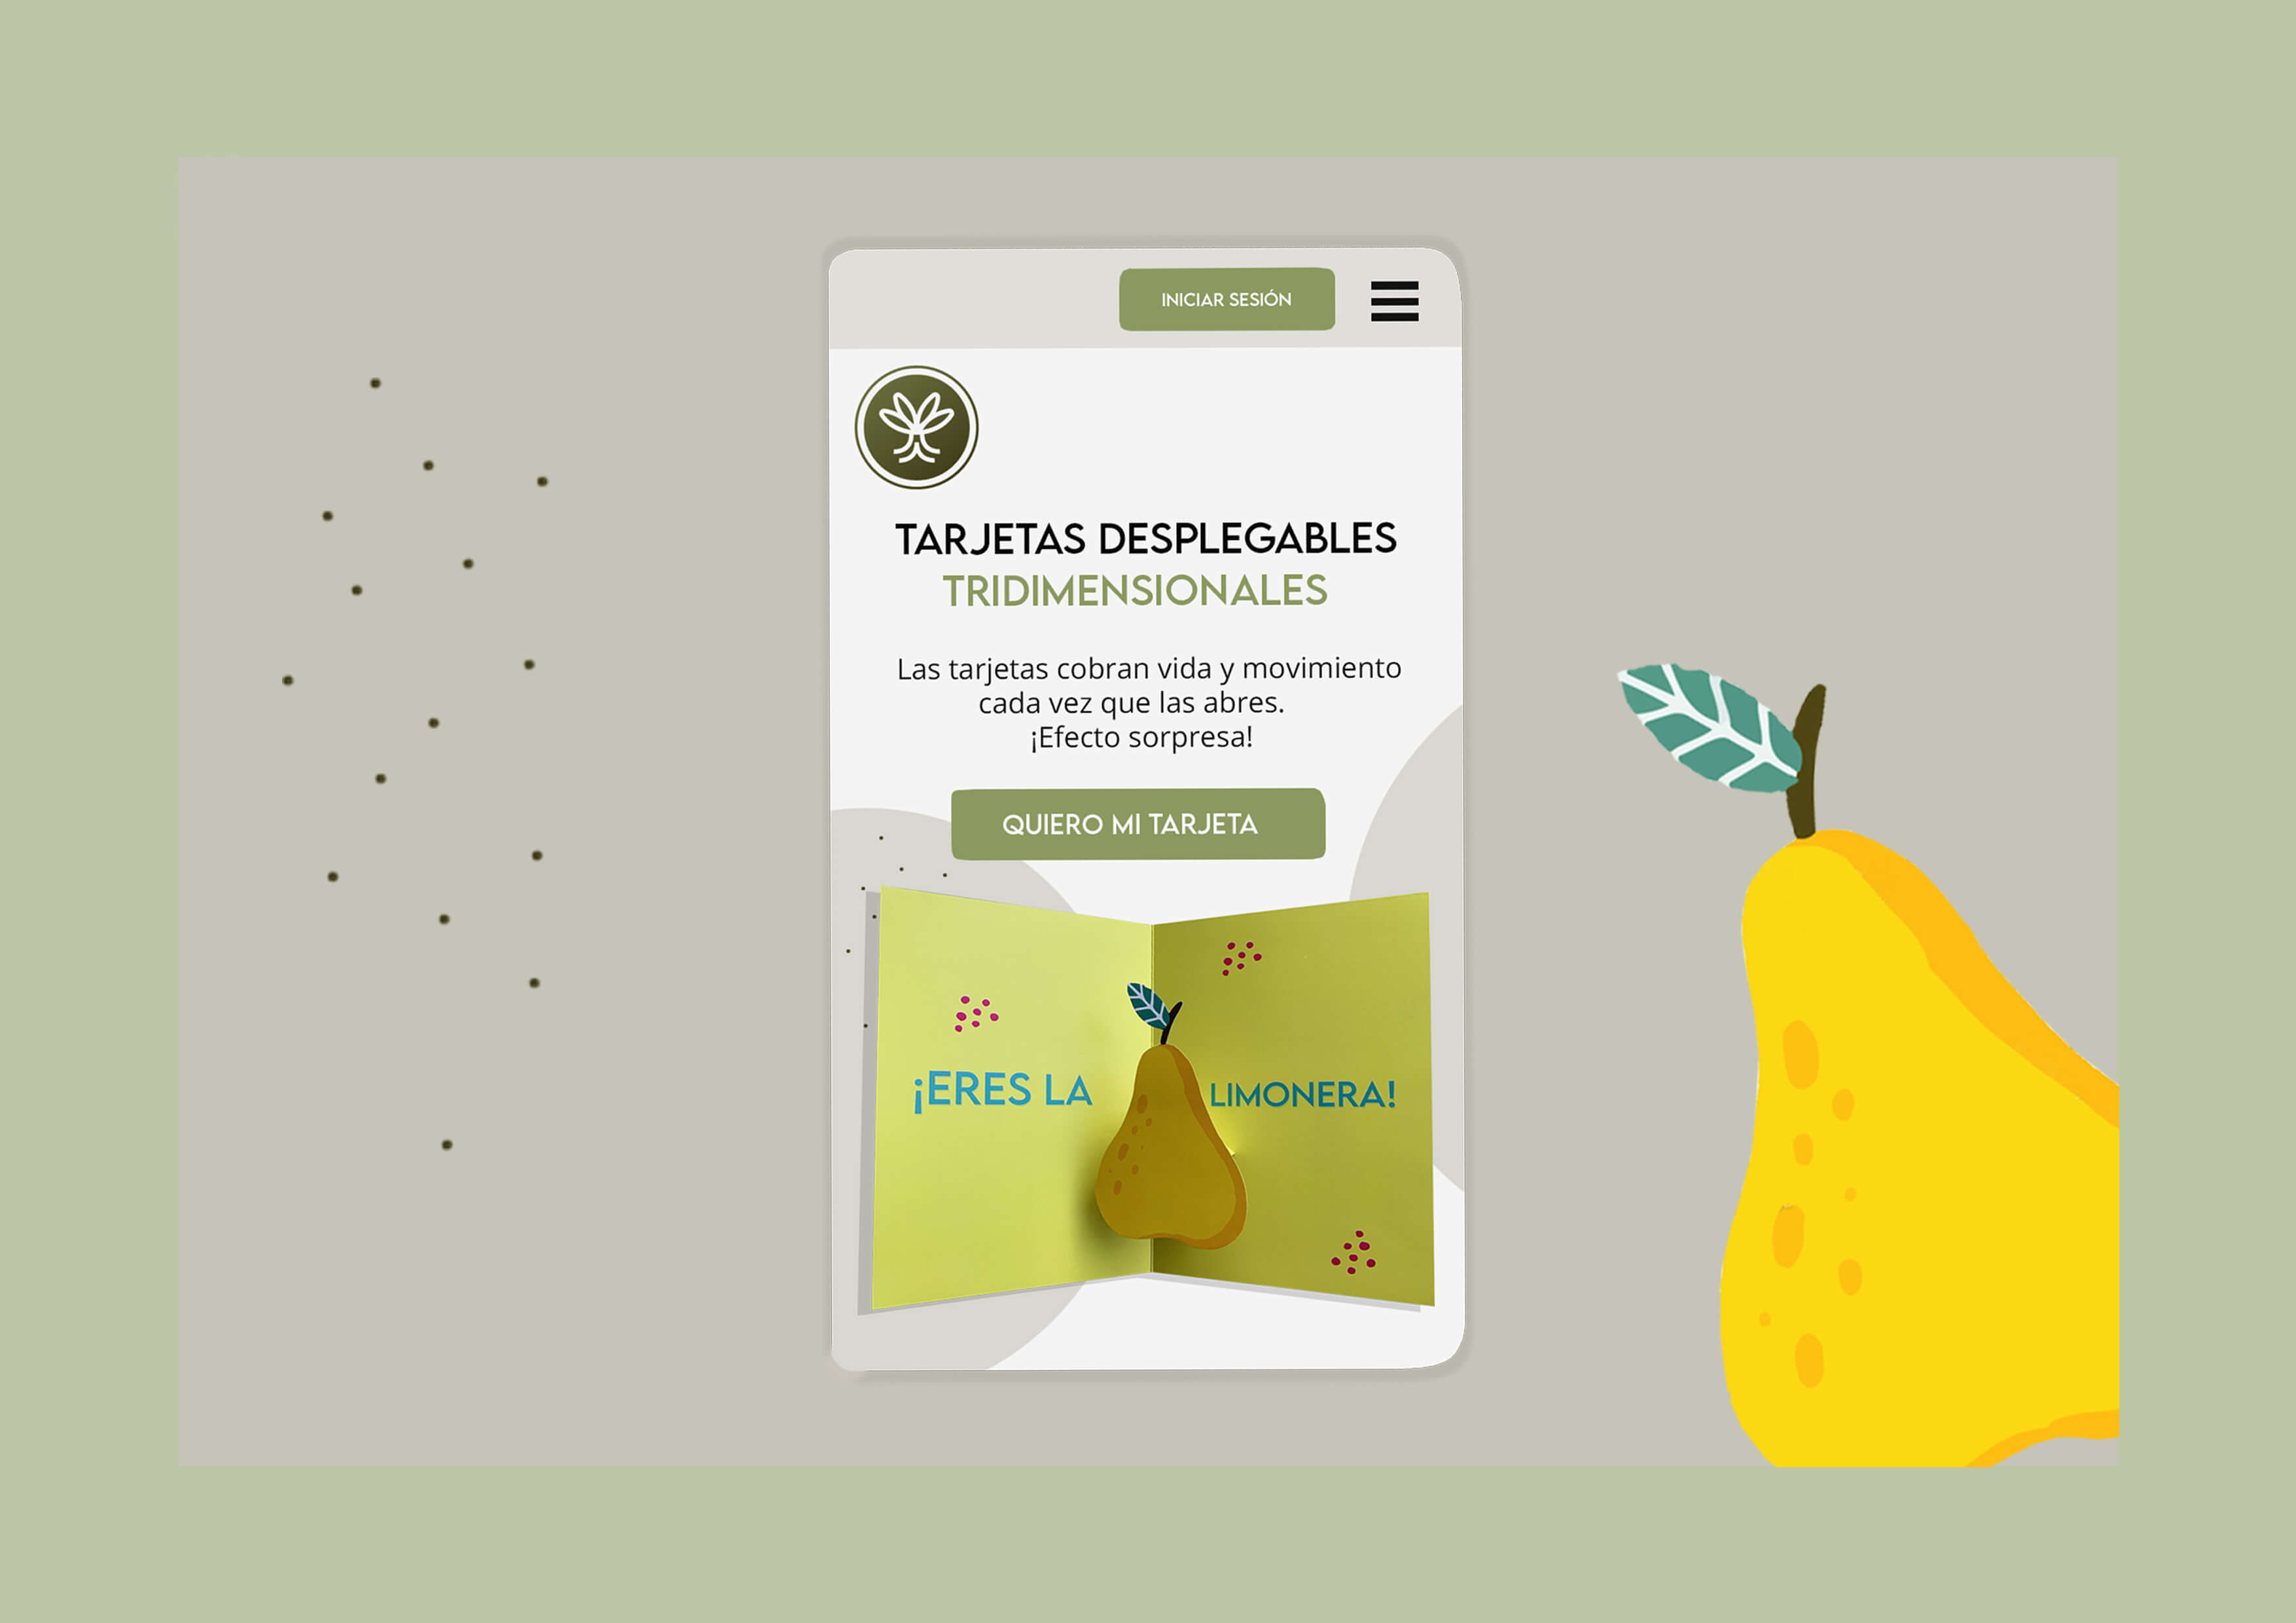 INICIAR SESIÓN
TARJETAS DESPLEGABLES
TRIDIMENSIONALES
Las tarjetas cobran vida y movimiento
cada vez que las abres.
¡Efecto sorpresa!
QUIERO MI TARJETA
¡ERES LA LIMONERA!